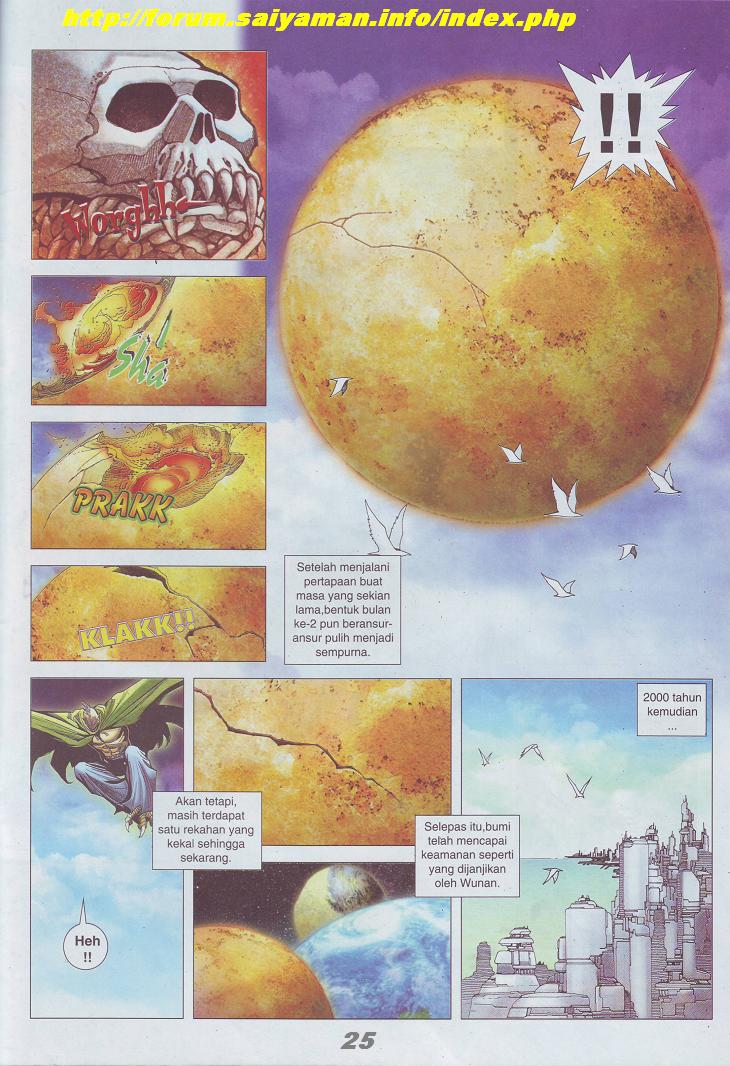 http://forum.saiyaman.info/index.php
!!
Worghh
Sha
PRAKK
KLAKK!!
Setelah menjalani
pertapaan buat
masa yang sekian
lama,bentuk bulan
ke-2 pun beransur-
ansur pulih menjadi
sempurna.
Akan tetapi,
masih terdapat
satu rekahan yang
kekal sehingga
sekarang.
Heh
!!
Selepas itu,bumi
telah mencapai
keamanan seperti
yang dijanjikan
oleh Wunan.
2000 tahun
kemudian
...
25